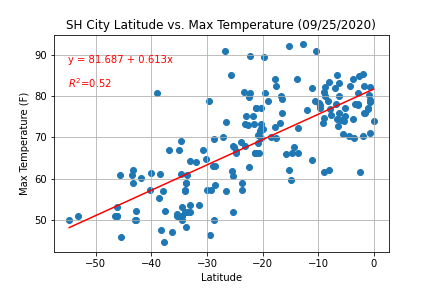 SH City Latitude vs. Max Temperature (09/25/2020)
y = 81.687 + 0.613x
R²=0.52
Max Temperature (F)
90
80
70
60
50
−50
−40
−30
−20
−10
0
Latitude